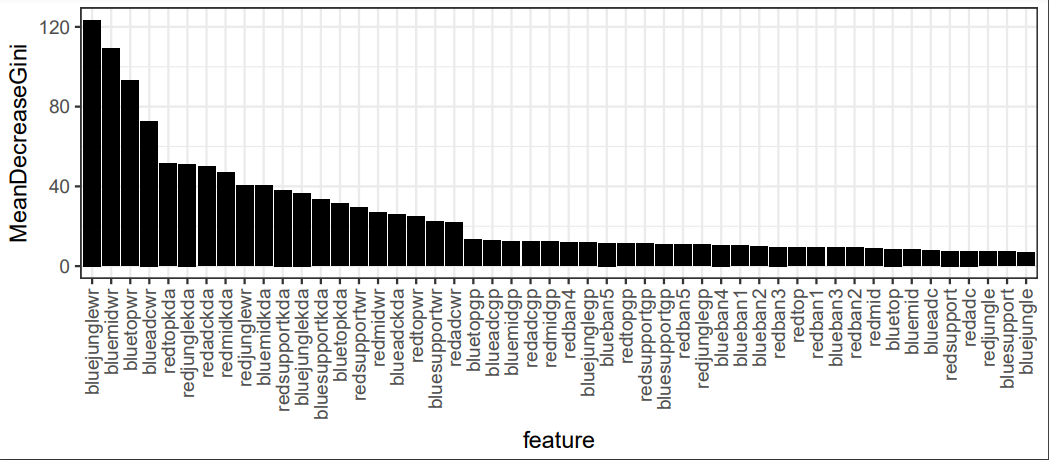 MeanDecreaseGini
120
80
40
0
bluejunglewr
bluemidwr
bluetopwr
blueadcwr
redtopkda
redjunglekda
redadckda
redmidkda
redjunglewr
bluemidkda
redsupportkda
bluejunglekda
bluesupportkda
bluetopkda
redsupportwr
redmidwr
blueadckda
redtopwr
bluesupportwr
redadcwr
bluetopgp
blueadcgp
bluemidgp
redadcgp
redmidgp
redban4
bluejunglegp
blueban5
redtopgp
redsupportgp
bluesupportgp
redban5
redjunglegp
blueban4
blueban1
blueban2
redban3
redtop
redban1
blueban3
redban2
redmid
bluetop
bluemid
blueadc
redsupport
redadc
redjungle
bluesupport
bluejungle
feature